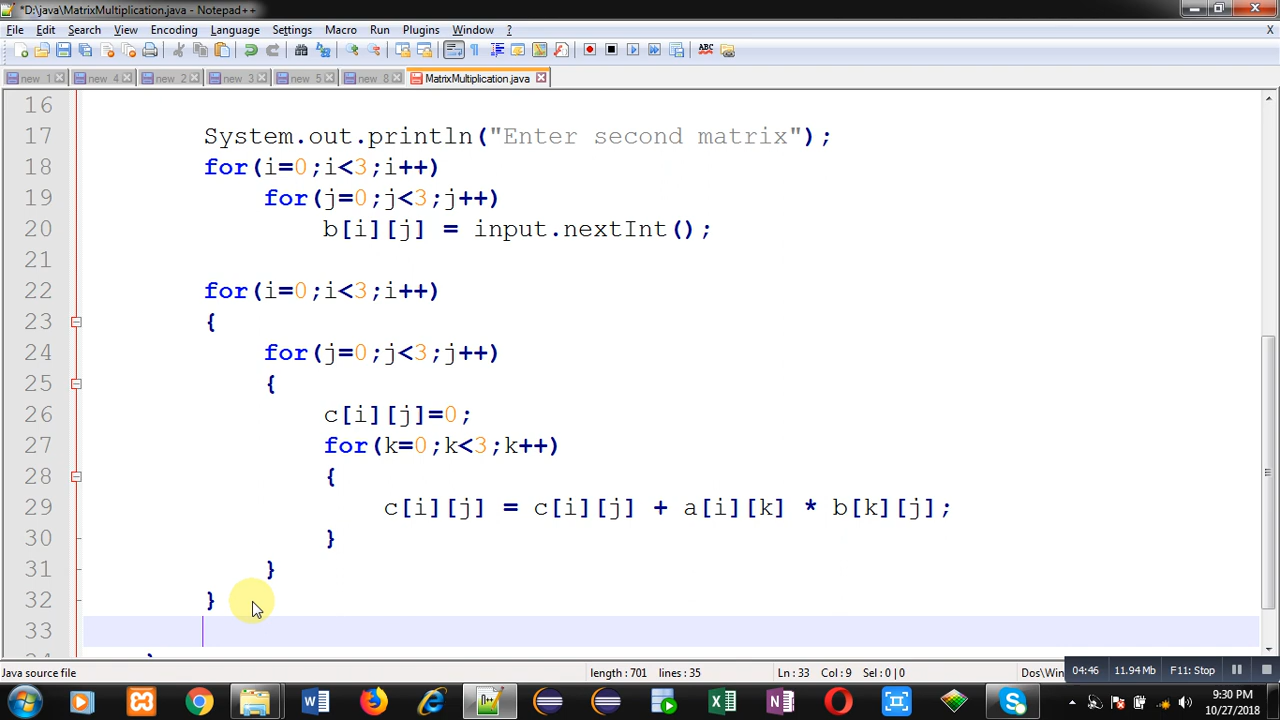 *D:\java\MatrixMultiplication.java - Notepad++
File Edit Search View Encoding Language Settings Macro Run Plugins Window ? X
new 1 new 4 new 2 new 3 new 5 new 8 MatrixMultiplication.java
16
17 System.out.println("Enter second matrix");
18 for(i=0;i<3;i++)
19 for(j=0;j<3;j++)
20 b[i][j] = input.nextInt();
21
22 for(i=0;i<3;i++)
23 {
24 for(j=0;j<3;j++)
25 {
26 c[i][j]=0;
27 for(k=0;k<3;k++)
28 {
29 c[i][j] = c[i][j] + a[i][k] * b[k][j];
30 }
31 }
32 }
33
Java source file length : 701 lines : 35 Ln : 33 Col : 9 Sel : 0 | 0 Dos\Win
04:46 11.94 Mb F11: Stop
9:30 PM
10/27/2018